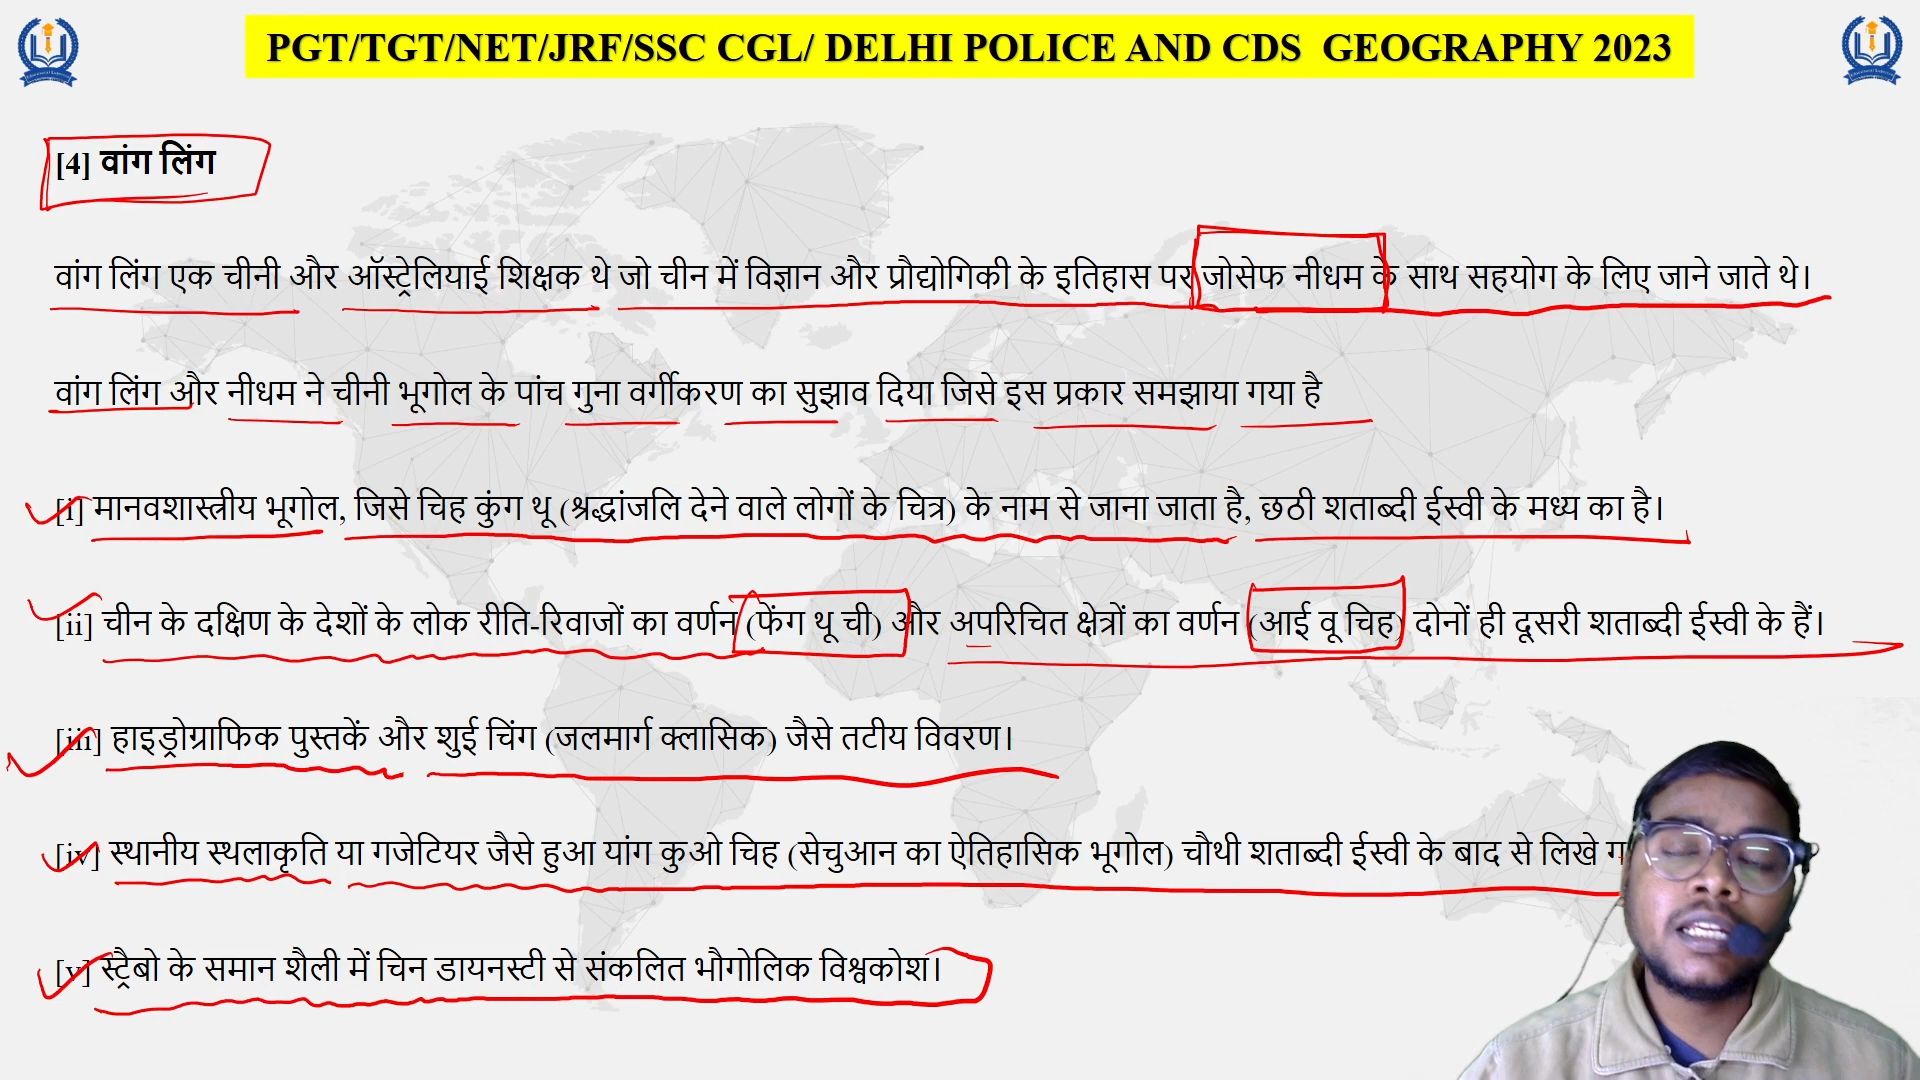 PGT/TGT/NET/JRF/SSC CGL/ DELHI POLICE AND CDS GEOGRAPHY 2023
[4] वांग लिंग
वांग लिंग एक चीनी और ऑस्ट्रेलियाई शिक्षक थे जो चीन में विज्ञान और प्रौद्योगिकी के इतिहास पर जोसेफ नीधम के साथ सहयोग के लिए जाने जाते थे।
वांग लिंग और नीधम ने चीनी भूगोल के पांच गुना वर्गीकरण का सुझाव दिया जिसे इस प्रकार समझाया गया है
[i] मानवशास्त्रीय भूगोल, जिसे चिह कुंग थू (श्रद्धांजलि देने वाले लोगों के चित्र) के नाम से जाना जाता है, छठी शताब्दी ईस्वी के मध्य का है।
[ii] चीन के दक्षिण के देशों के लोक रीति-रिवाजों का वर्णन (फेंग थू ची) और अपरिचित क्षेत्रों का वर्णन (आई वू चिह) दोनों ही दूसरी शताब्दी ईस्वी के हैं।
[iii] हाइड्रोग्राफिक पुस्तकें और शुई चिंग (जलमार्ग क्लासिक) जैसे तटीय विवरण।
[iv] स्थानीय स्थलाकृति या गजेटियर जैसे हुआ यांग कुओ चिह (सेचुआन का ऐतिहासिक भूगोल) चौथी शताब्दी ईस्वी के बाद से लिखे
[v] स्ट्रैबो के समान शैली में चिन डायनस्टी से संकलित भौगोलिक विश्वकोश।